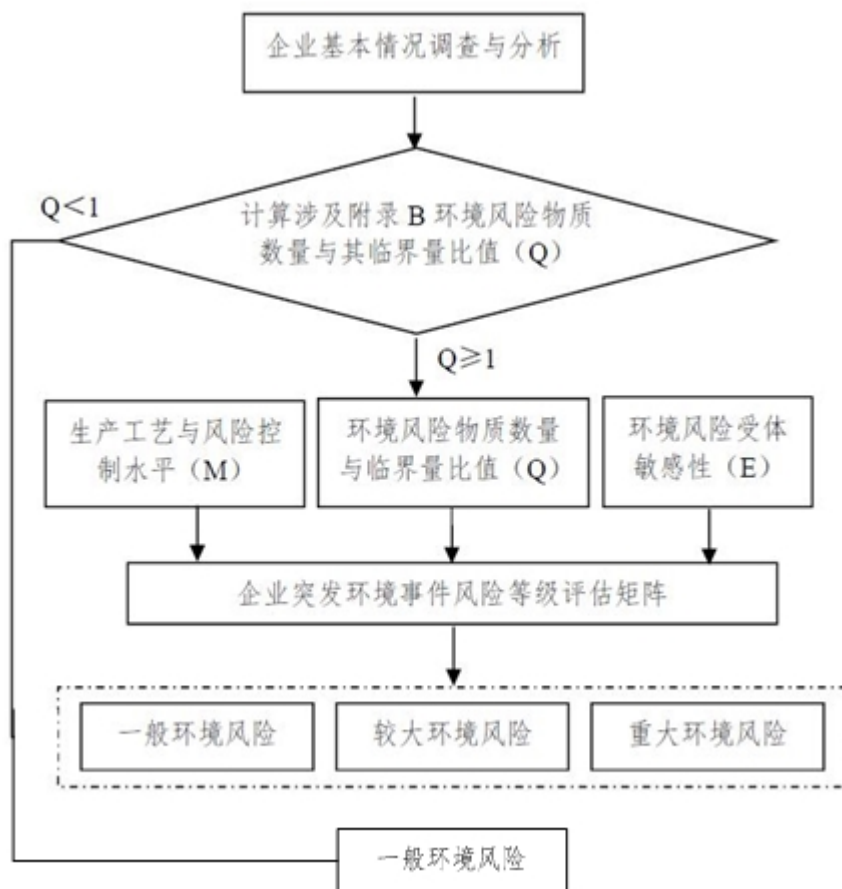 企业基本情况调查与分析
Q＜1
计算涉及附录 B 环境风险物质
数量与其临界量比值（Q）
Q≥1
生产工艺与风险控
制水平（M）
环境风险物质数量
与临界量比值（Q）
环境风险受体
敏感性（E）
企业突发环境事件风险等级评估矩阵
一般环境风险
较大环境风险
重大环境风险
一般环境风险